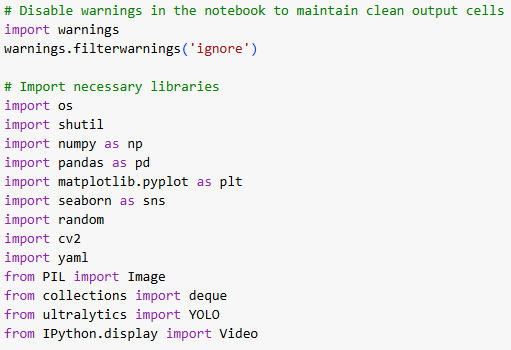 # Disable warnings in the notebook to maintain clean output cells
import warnings
warnings.filterwarnings('ignore')
# Import necessary libraries
import os
import shutil
import numpy as np
import pandas as pd
import matplotlib.pyplot as plt
import seaborn as sns
import random
import cv2
import yaml
from PIL import Image
from collections import deque
from ultralytics import YOLO
from IPython.display import Video